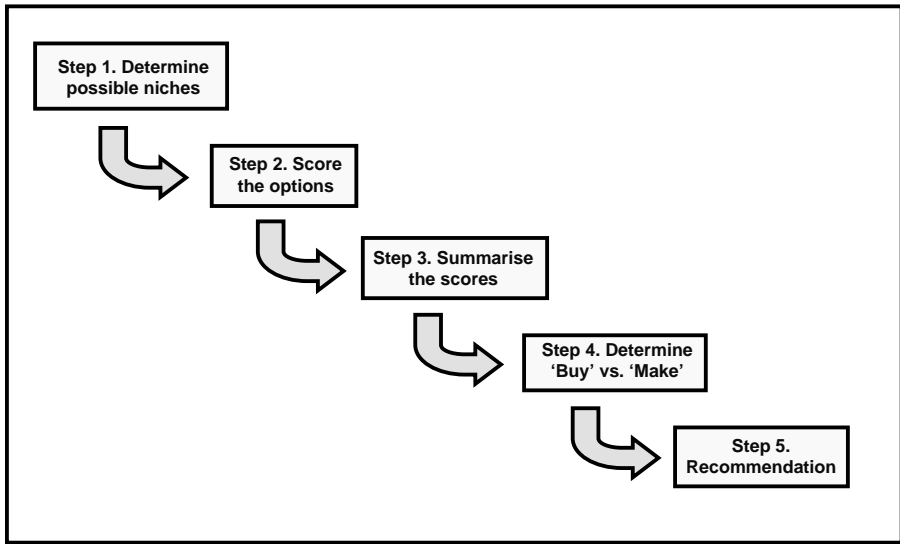 Step 1. Determine
possible niches
Step 2. Score
the options
Step 3. Summarise
the scores
Step 4. Determine
‘Buy’ vs. ‘Make’
Step 5.
Recommendation